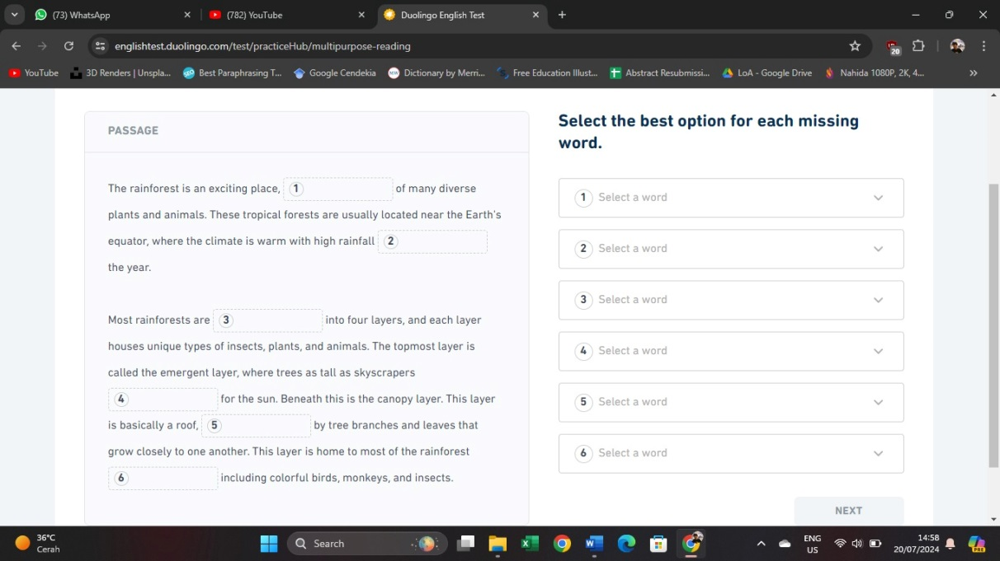 (73) WhatsApp
(782) YouTube
Duolingo English Test
englishtest.duolingo.com/test/practiceHub/multipurpose-reading
20
YouTube
3D Renders | Unspla...
Best Paraphrasing T...
Google Cendekia
Dictionary by Merri...
Free Education Illust...
Abstract Resubmissi...
LoA - Google Drive
Nahida 1080P, 2K, 4...
PASSAGE
The rainforest is an exciting place, 1 of many diverse
plants and animals. These tropical forests are usually located near the Earth's
equator, where the climate is warm with high rainfall 2
the year.
Most rainforests are 3 into four layers, and each layer
houses unique types of insects, plants, and animals. The topmost layer is
called the emergent layer, where trees as tall as skyscrapers
4 for the sun. Beneath this is the canopy layer. This layer
is basically a roof, 5 by tree branches and leaves that
grow closely to one another. This layer is home to most of the rainforest
6 including colorful birds, monkeys, and insects.
Select the best option for each missing
word.
1 Select a word
2 Select a word
3 Select a word
4 Select a word
5 Select a word
6 Select a word
NEXT
36°C
Cerah
Search
ENG
US
14:58
20/07/2024
PRE